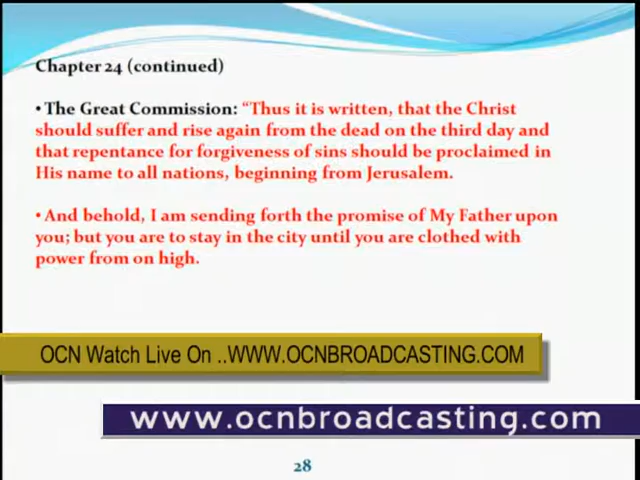 Chapter 24 (continued)
• The Great Commission: “Thus it is written, that the Christ
should suffer and rise again from the dead on the third day and
that repentance for forgiveness of sins should be proclaimed in
His name to all nations, beginning from Jerusalem.
• And behold, I am sending forth the promise of My Father upon
you; but you are to stay in the city until you are clothed with
power from on high.
OCN Watch Live On ..WWW.OCNBROADCASTING.COM
www.ocnbroadcasting.com
28